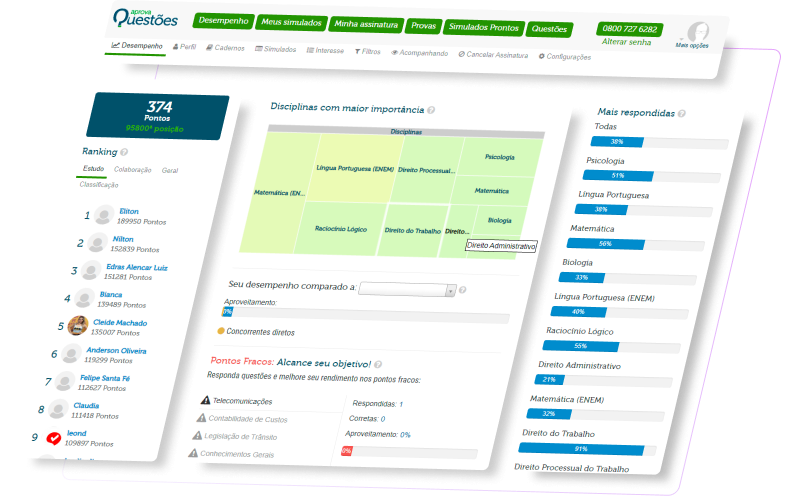 aprova
Questões
Desempenho
Meus simulados
Minha assinatura
Provas
Simulados Prontos
Questões
0800 727 6282
Alterar senha
Mais opções
Desempenho
Perfil
Cadernos
Simulados
Interesse
Filtros
Acompanhando
Cancelar Assinatura
Configurações
374
Pontos
95800ª posição
Ranking
Estudo
Colaboração
Geral
Classificação
1 Eliton
189950 Pontos
2 Nilton
152839 Pontos
3 Edras Alencar Luiz
151281 Pontos
4 Bianca
139489 Pontos
5 Cleide Machado
135007 Pontos
6 Anderson Oliveira
119299 Pontos
7 Felipe Santa Fé
112627 Pontos
8 Claudia
111418 Pontos
9 leond
109897 Pontos
Disciplinas com maior importância
Disciplinas
Matemática (EN...
Língua Portuguesa (ENEM)
Direito Processual...
Psicologia
Matemática
Raciocínio Lógico
Direito do Trabalho
Direito...
Biologia
Direito Administrativo
Seu desempenho comparado a:
Aproveitamento:
0%
Concorrentes diretos
Pontos Fracos: Alcance seu objetivo!
Responda questões e melhore seu rendimento nos pontos fracos:
Telecomunicações
Contabilidade de Custos
Legislação de Trânsito
Conhecimentos Gerais
Respondidas: 1
Corretas: 0
Aproveitamento: 0%
0%
Mais respondidas
Todas
38%
Psicologia
51%
Língua Portuguesa
38%
Matemática
56%
Biologia
33%
Língua Portuguesa (ENEM)
40%
Raciocínio Lógico
55%
Direito Administrativo
21%
Matemática (ENEM)
32%
Direito do Trabalho
91%
Direito Processual do Trabalho